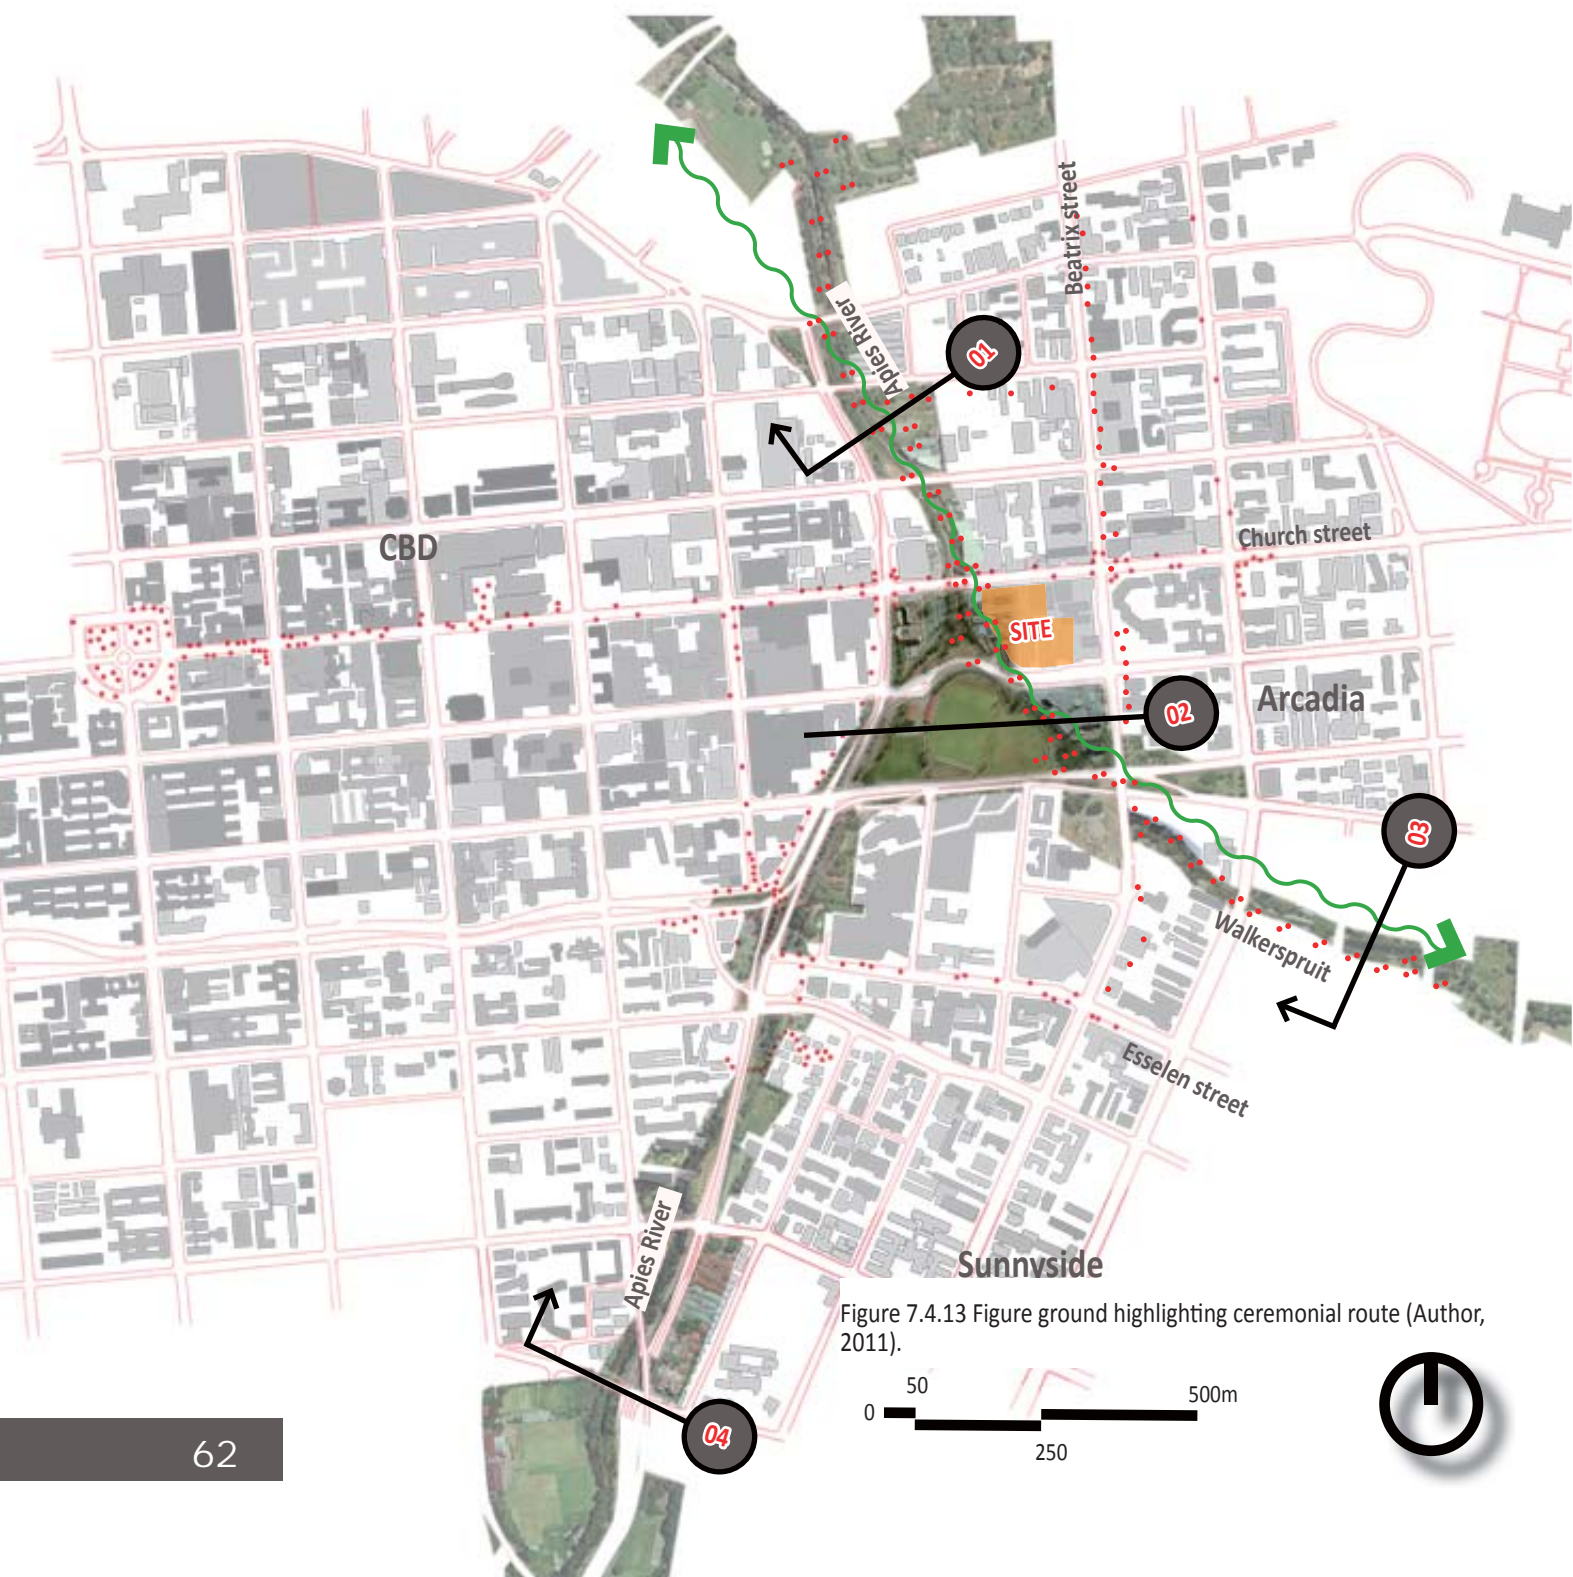 Beatrix street
Apies River
01
CBD
Church street
SITE
Arcadia
02
03
Walkerspruit
Esselen street
Apies River
Sunnyside
Figure 7.4.13 Figure ground highlighting ceremonial route (Author,
2011).
50
500m
0
250
04
62